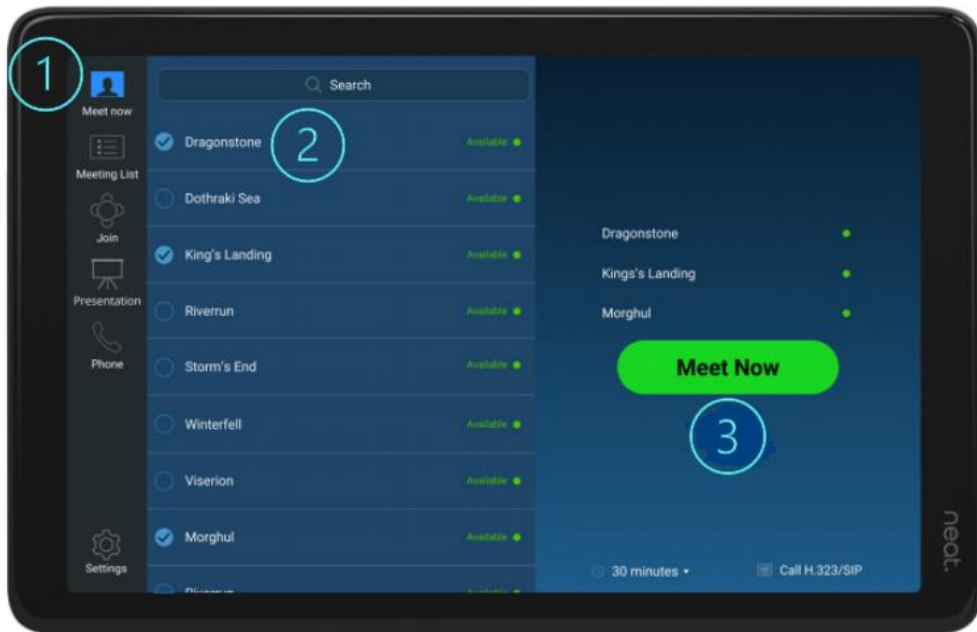 1
Meet now
Meeting List
Join
Presentation
Phone
Settings
Search
2
Dragonstone Available
Dothraki Sea Available
King's Landing Available
Riverrun Available
Storm's End Available
Winterfell Available
Viserion Available
Morghul Available
Riverrun
Dragonstone
Kings's Landing
Morghul
Meet Now
3
30 minutes
Call H.323/SIP
neat.